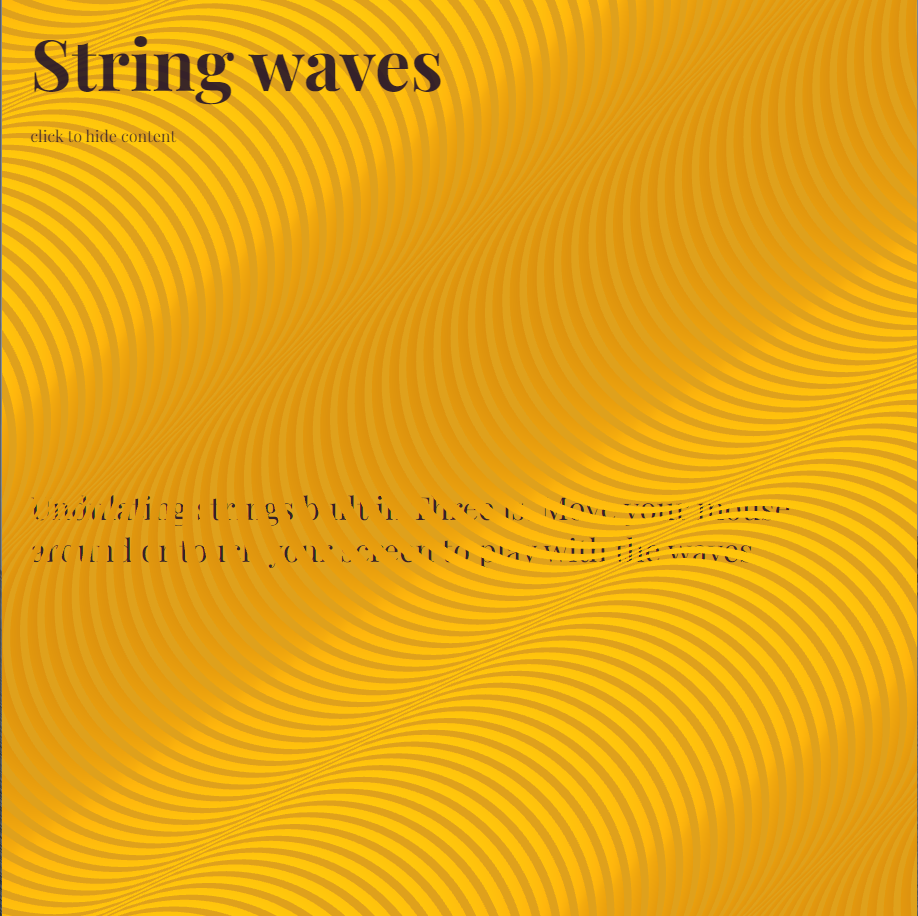 String waves
click to hide content
Undulating strings built in Three.js. Move your mouse
around or touch your screen to play with the waves